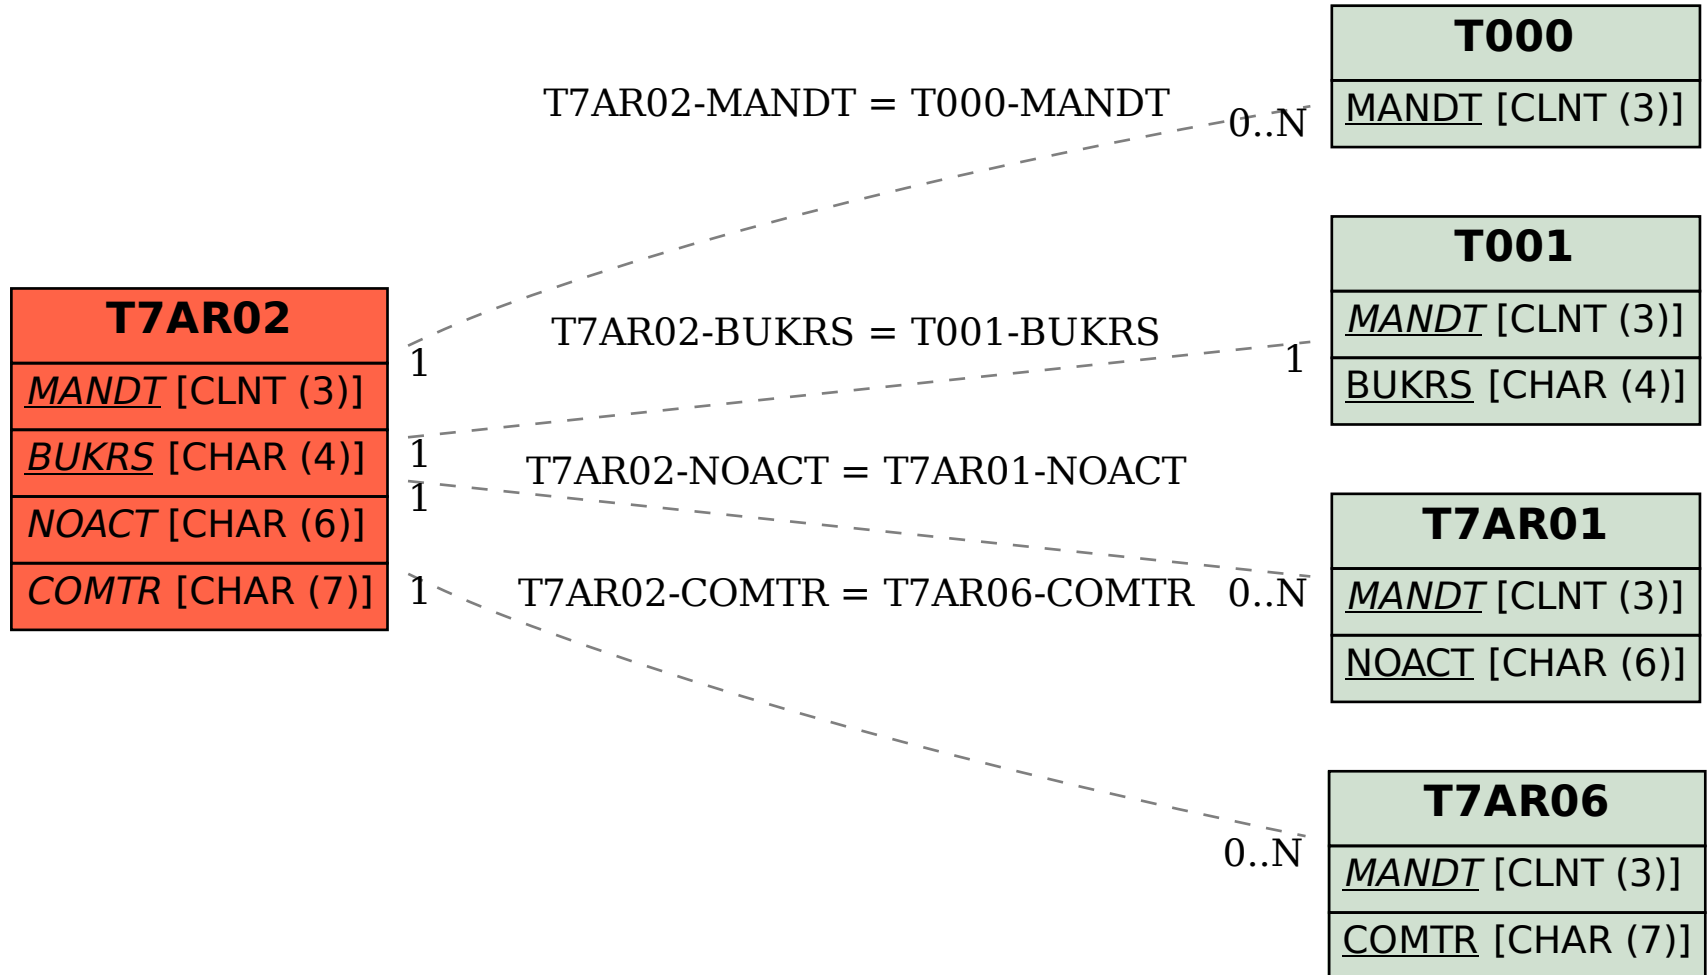 T7AR02
MANDT [CLNT (3)]
BUKRS [CHAR (4)]
NOACT [CHAR (6)]
COMTR [CHAR (7)]
T7AR02-MANDT = T000-MANDT
0..N
1
T7AR02-BUKRS = T001-BUKRS
1
1
T7AR02-NOACT = T7AR01-NOACT
1
T7AR02-COMTR = T7AR06-COMTR
0..N
1
0..N
T000
MANDT [CLNT (3)]
T001
MANDT [CLNT (3)]
BUKRS [CHAR (4)]
T7AR01
MANDT [CLNT (3)]
NOACT [CHAR (6)]
T7AR06
MANDT [CLNT (3)]
COMTR [CHAR (7)]